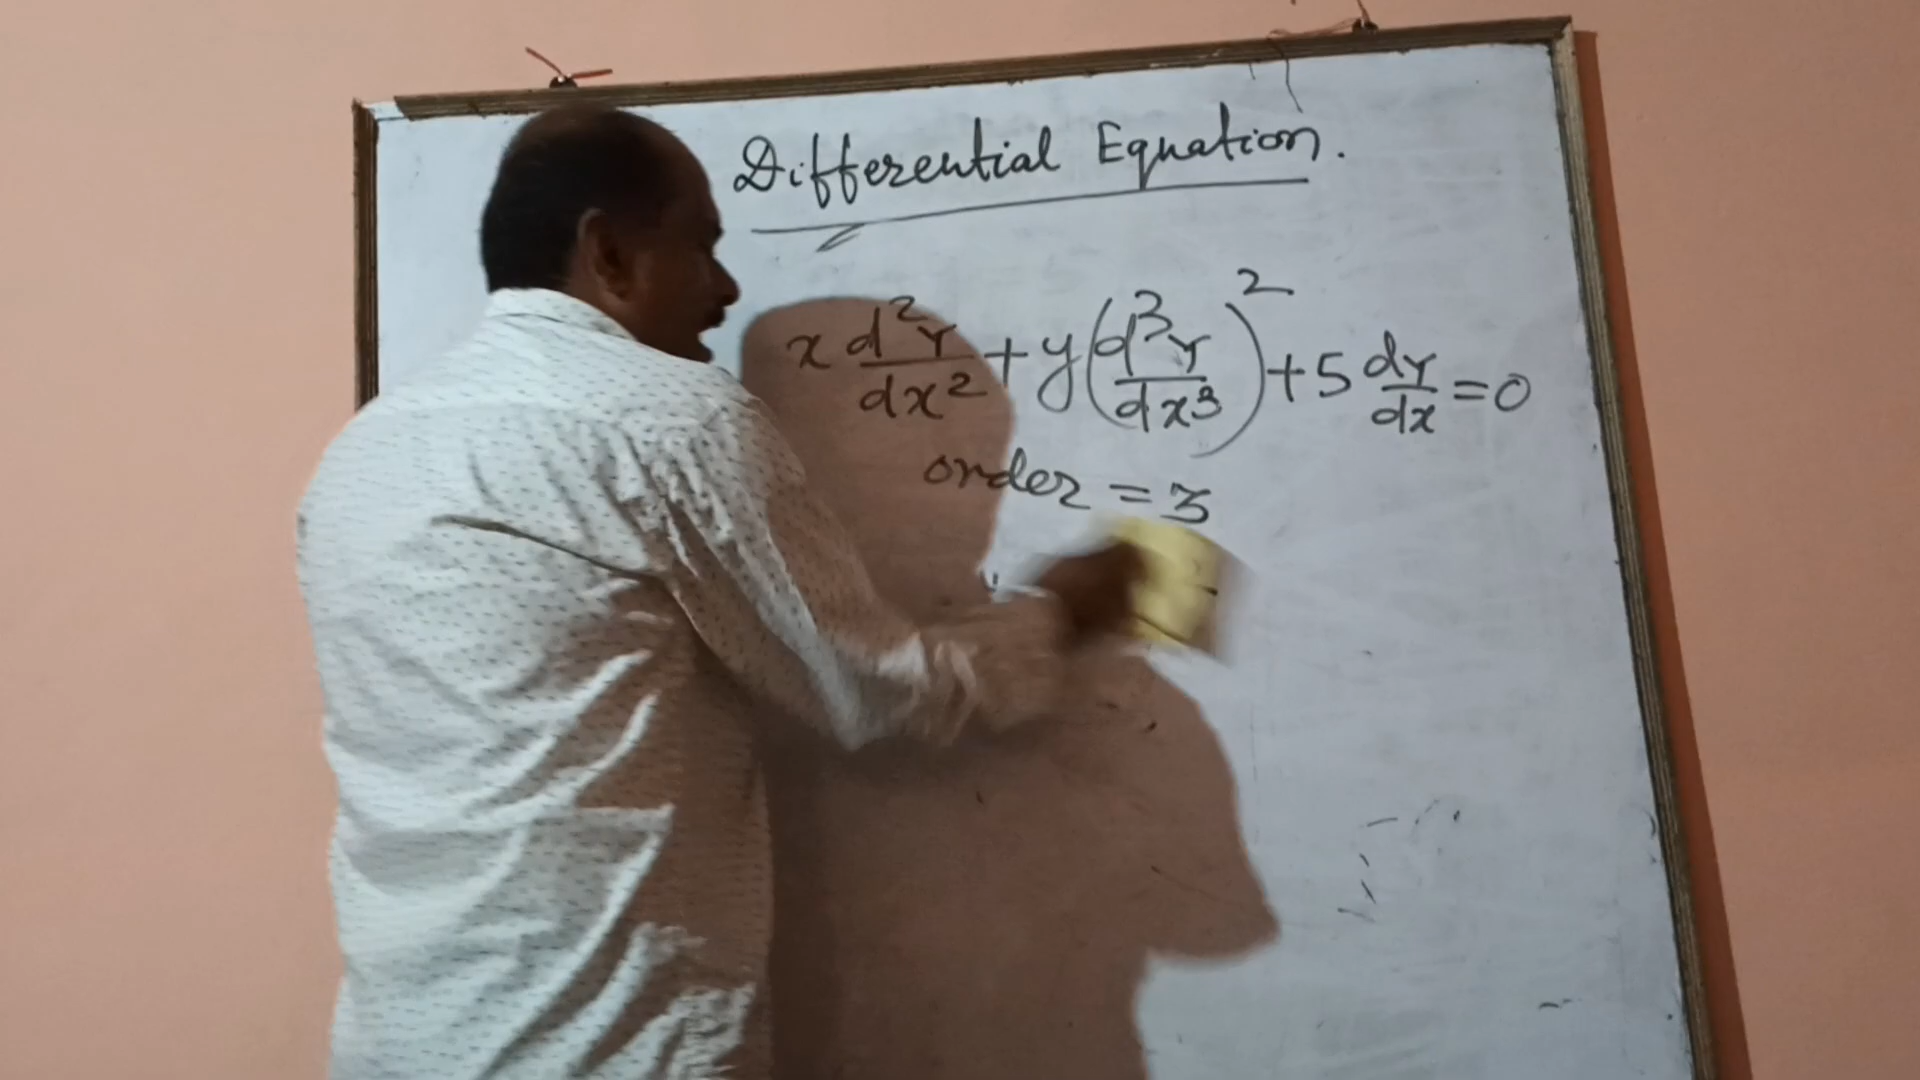 Differential Equation.
x d²y/dx² + y(d³y/dx³)² + 5 dy/dx = 0
order = 3